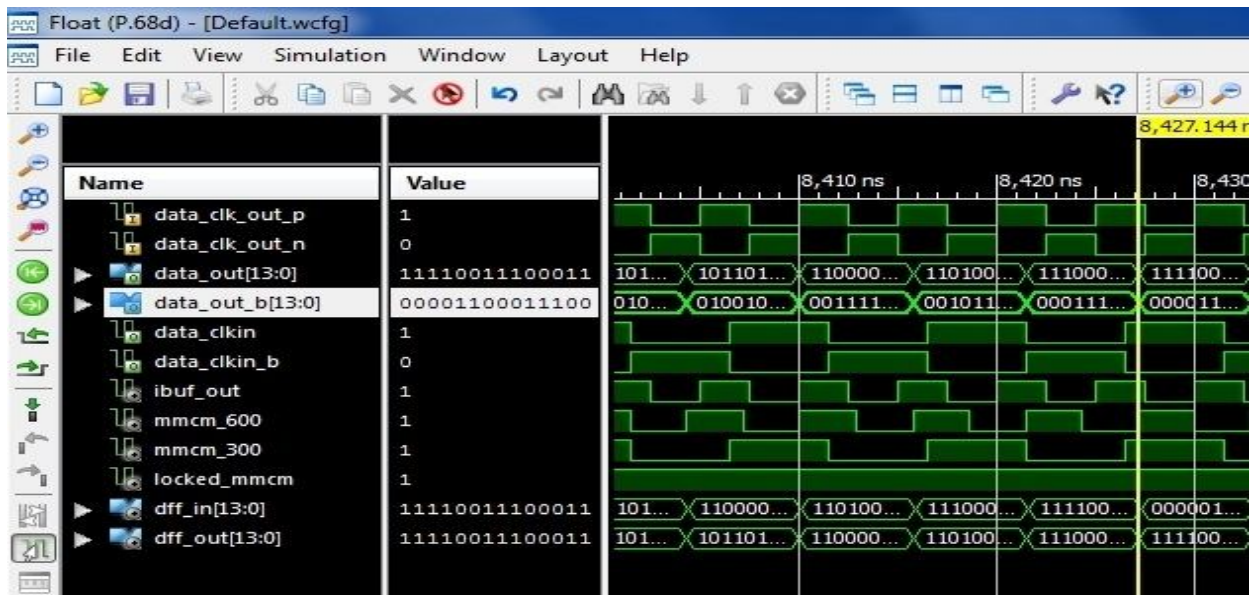 Float (P.68d) - [Default.wcfg]
File Edit View Simulation Window Layout Help
8,427.144 n
Name Value 8,410 ns 8,420 ns 8,430
data_clk_out_p 1
data_clk_out_n 0
data_out[13:0] 11110011100011 101... 101101... 110000... 110100... 111000... 111100...
data_out_b[13:0] 00001100011100 010... 010010... 001111... 001011... 000111... 000011...
data_clkin 1
data_clkin_b 0
ibuf_out 1
mmcm_600 1
mmcm_300 1
locked_mmcm 1
dff_in[13:0] 11110011100011 101... 110000... 110100... 111000... 111100... 000001...
dff_out[13:0] 11110011100011 101... 101101... 110000... 110100... 111000... 111100...